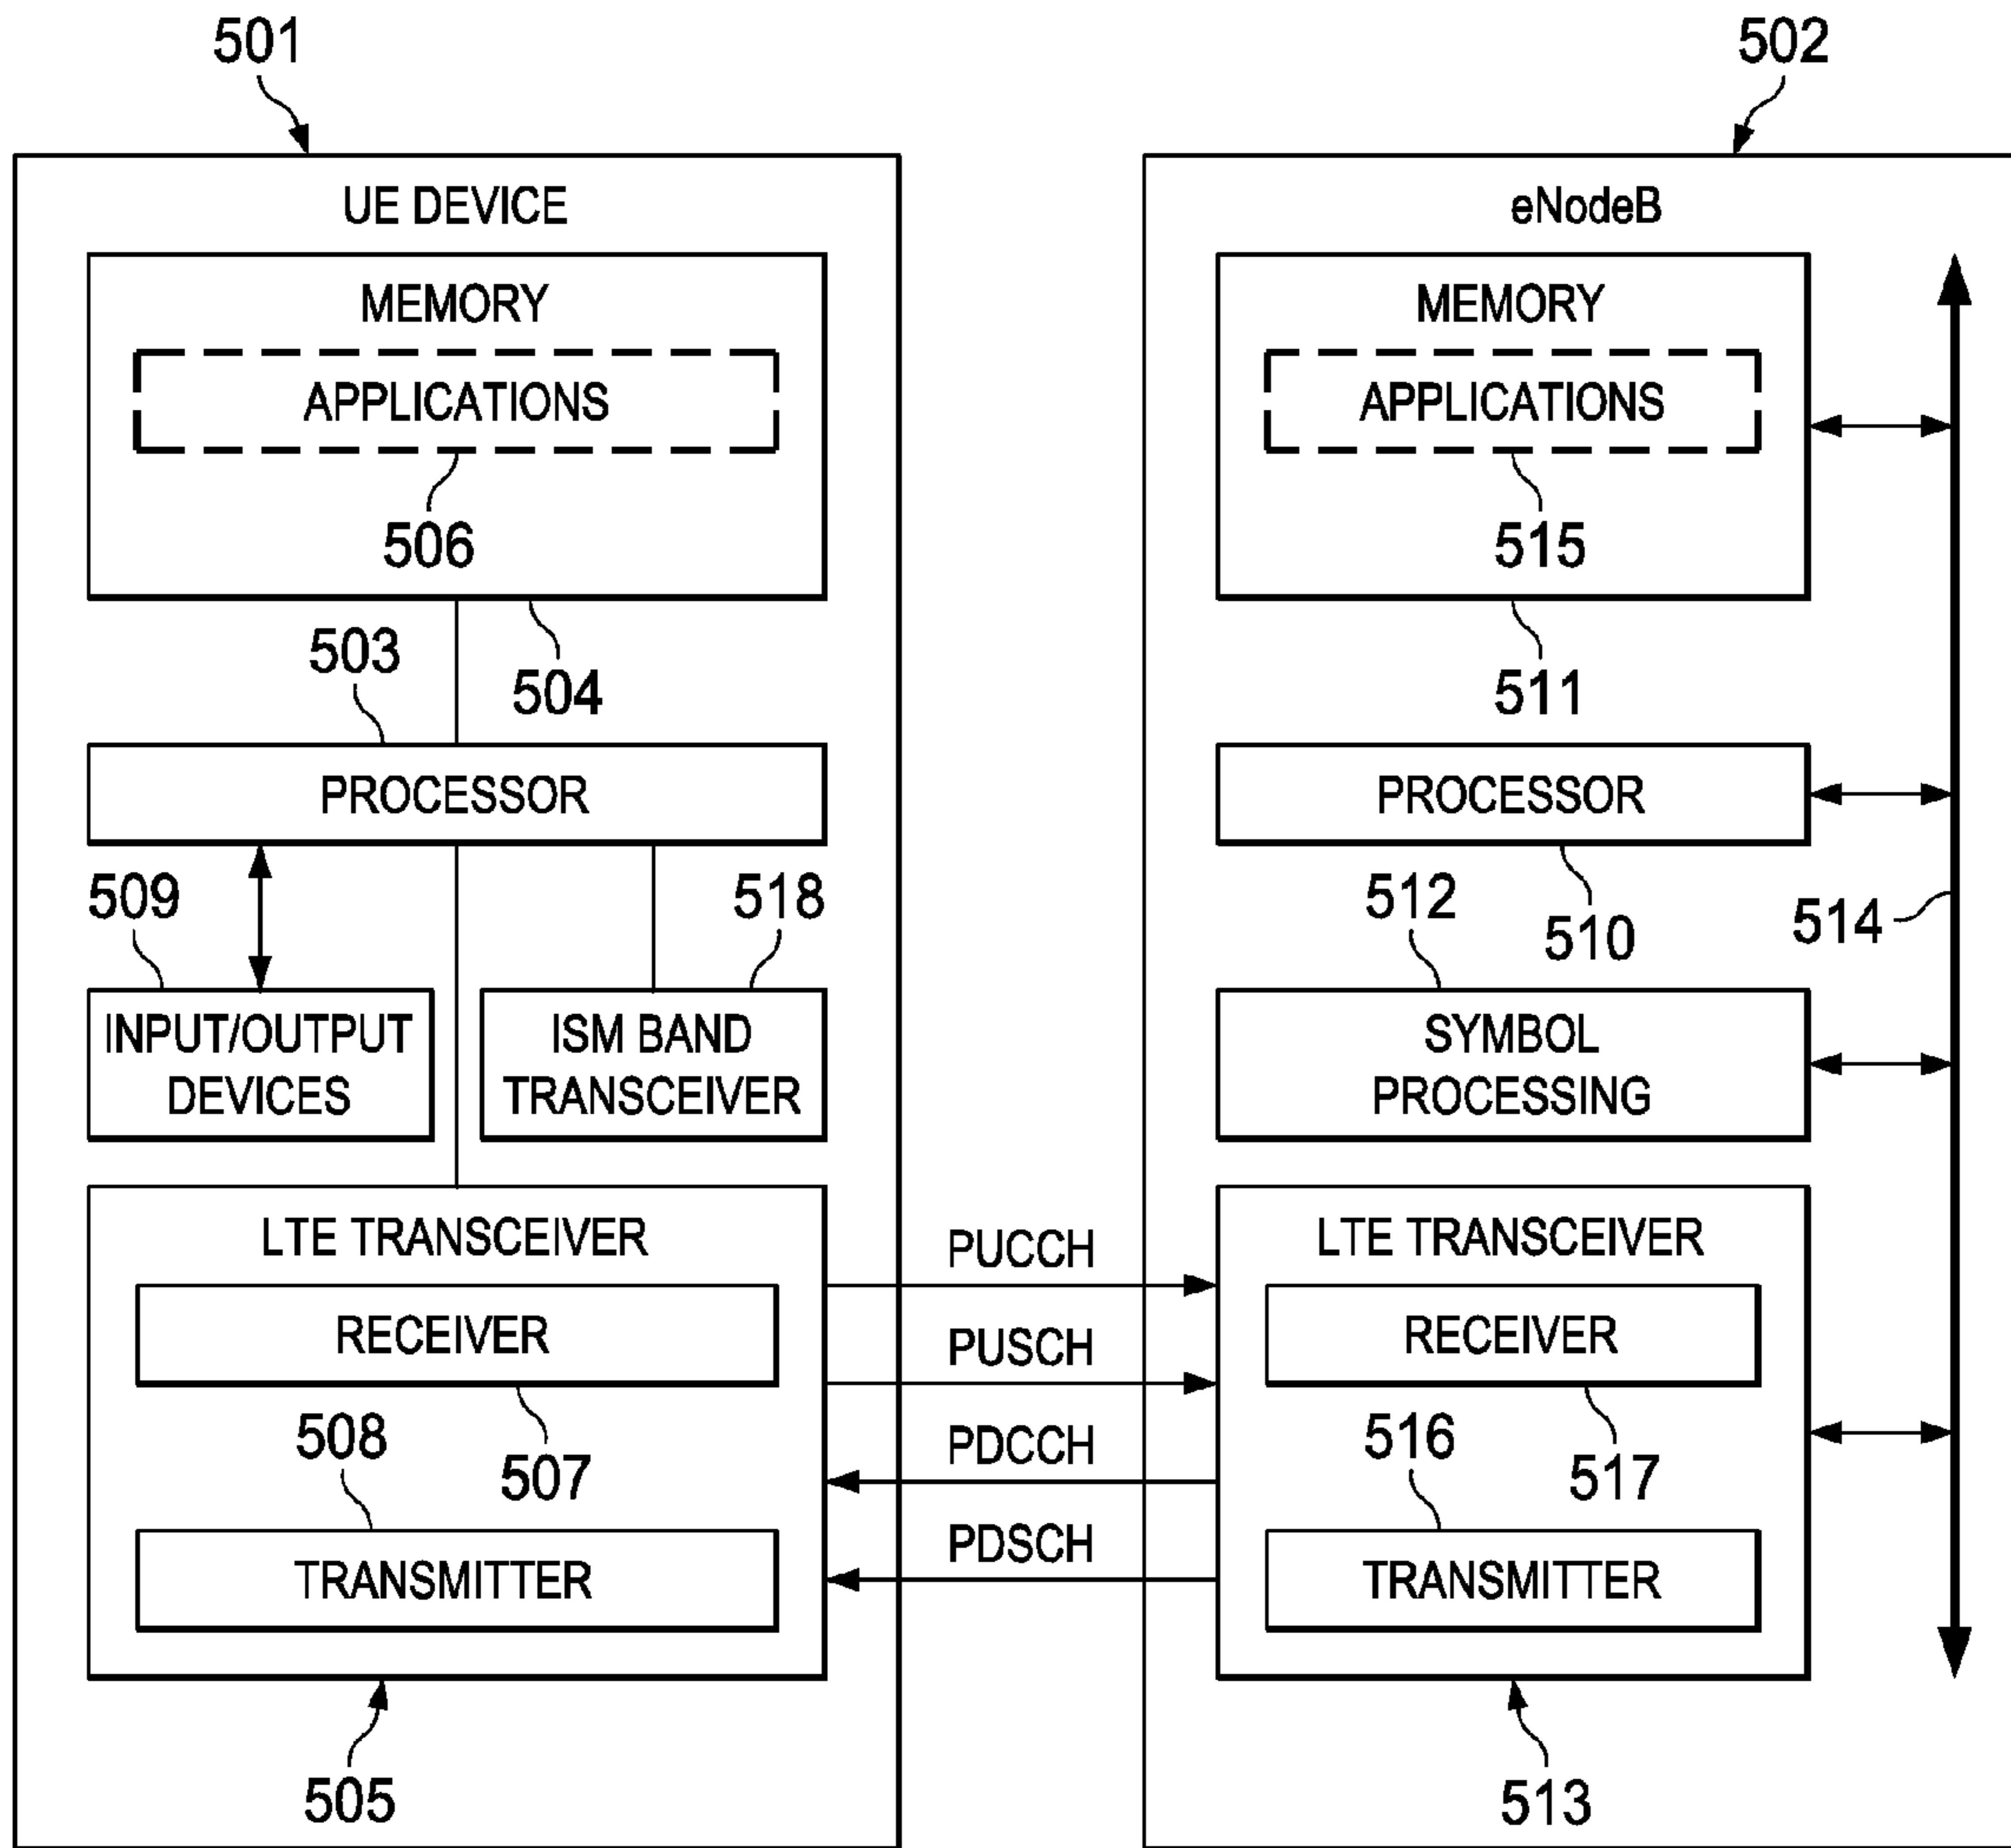 501
502
UE DEVICE
MEMORY
APPLICATIONS
506
504
503
PROCESSOR
509
518
INPUT/OUTPUT
DEVICES
ISM BAND
TRANSCEIVER
LTE TRANSCEIVER
RECEIVER
507
508
TRANSMITTER
505
PUCCH
PUSCH
PDCCH
PDSCH
eNodeB
MEMORY
APPLICATIONS
515
511
PROCESSOR
510
514
512
SYMBOL
PROCESSING
LTE TRANSCEIVER
RECEIVER
517
516
TRANSMITTER
513